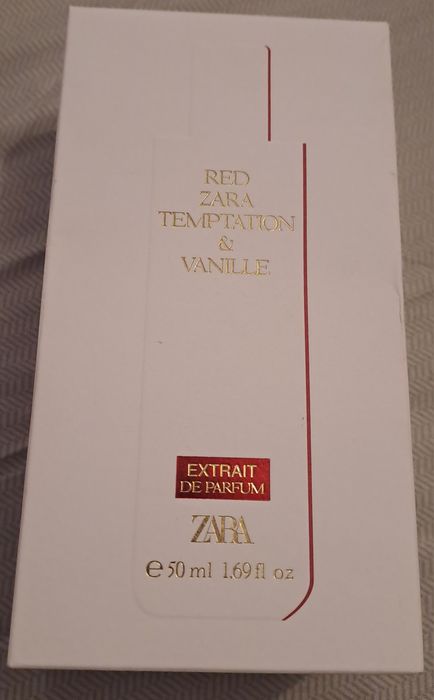 RED
ZARA
TEMPTATION
&
VANILLE
EXTRAIT
DE PARFUM
ZARA
e 50 ml 1.69 fl oz